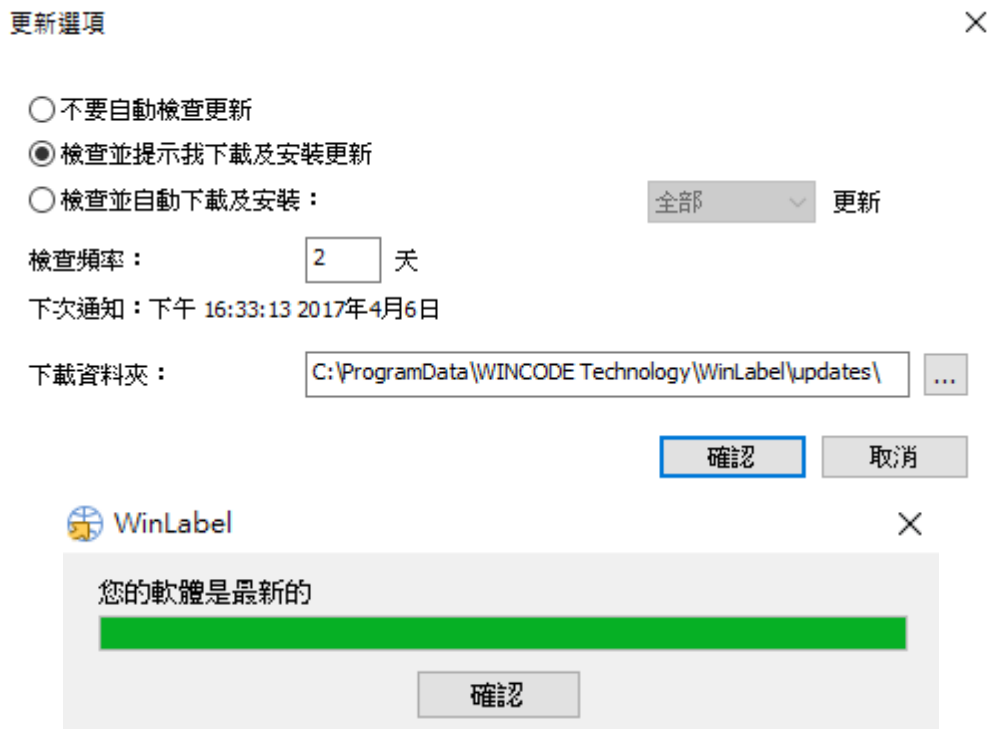 更新選項
不要自動檢查更新
檢查並提示我下載及安裝更新
檢查並自動下載及安裝： 全部 更新
檢查頻率： 2 天
下次通知：下午 16:33:13 2017年4月6日
下載資料夾： C:\ProgramData\WINCODE Technology\WinLabel\updates\ ...
確認 取消
WinLabel
您的軟體是最新的
確認